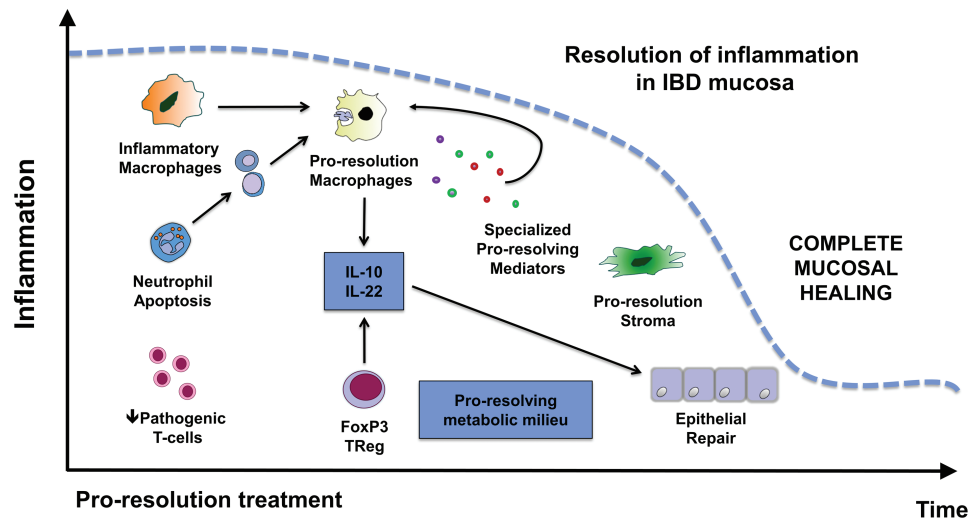 Resolution of inflammation
in IBD mucosa
Inflammation
Inflammatory
Macrophages
Pro-resolution
Macrophages
Specialized
Pro-resolving
Mediators
Neutrophil
Apoptosis
IL-10
IL-22
Pro-resolution
Stroma
COMPLETE
MUCOSAL
HEALING
↓Pathogenic
T-cells
FoxP3
TReg
Pro-resolving
metabolic milieu
Epithelial
Repair
Pro-resolution treatment
Time